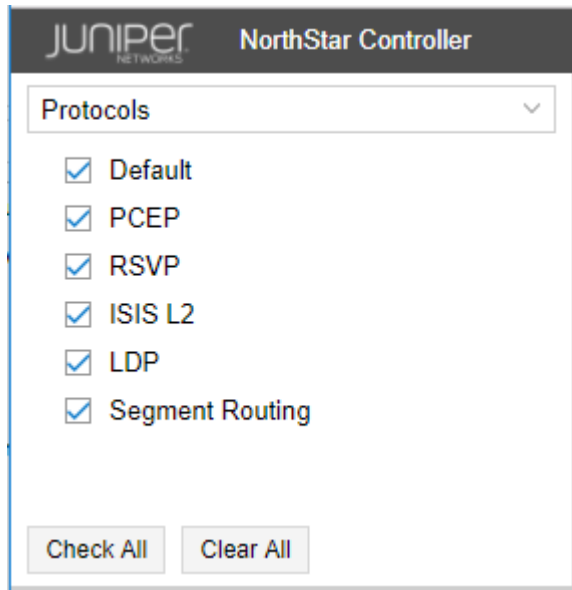 JUNIPER NorthStar Controller
NETWORKS
Protocols
Default
PCEP
RSVP
ISIS L2
LDP
Segment Routing
Check All Clear All